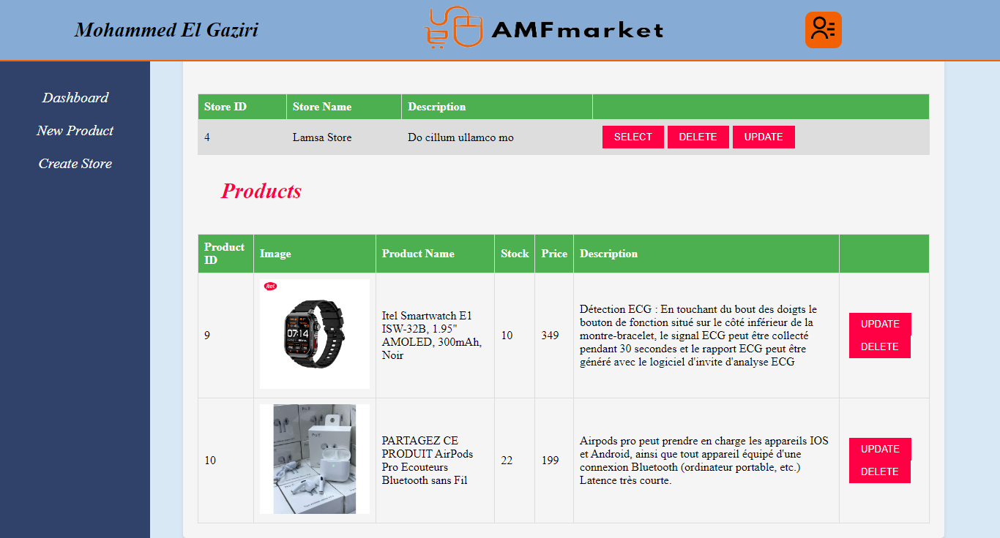 Mohammed El Gaziri
AMFmarket
Dashboard
New Product
Create Store
Store ID
Store Name
Description
4
Lamsa Store
Do cillum ullamco mo
SELECT
DELETE
UPDATE
Products
Product
ID
Image
Product Name
Stock
Price
Description
9
itel
07:14
Itel Smartwatch E1
ISW-32B, 1.95"
AMOLED, 300mAh,
Noir
10
349
Détection ECG : En touchant du bout des doigts le
bouton de fonction situé sur le côté inférieur de la
montre-bracelet, le signal ECG peut être collecté
pendant 30 secondes et le rapport ECG peut être
généré avec le logiciel d'invite d'analyse ECG
UPDATE
DELETE
10
PARTAGEZ CE
PRODUIT AirPods
Pro Ecouteurs
Bluetooth sans Fil
22
199
Airpods pro peut prendre en charge les appareils IOS
et Android, ainsi que tout appareil équipé d'une
connexion Bluetooth (ordinateur portable, etc.)
Latence très courte.
UPDATE
DELETE